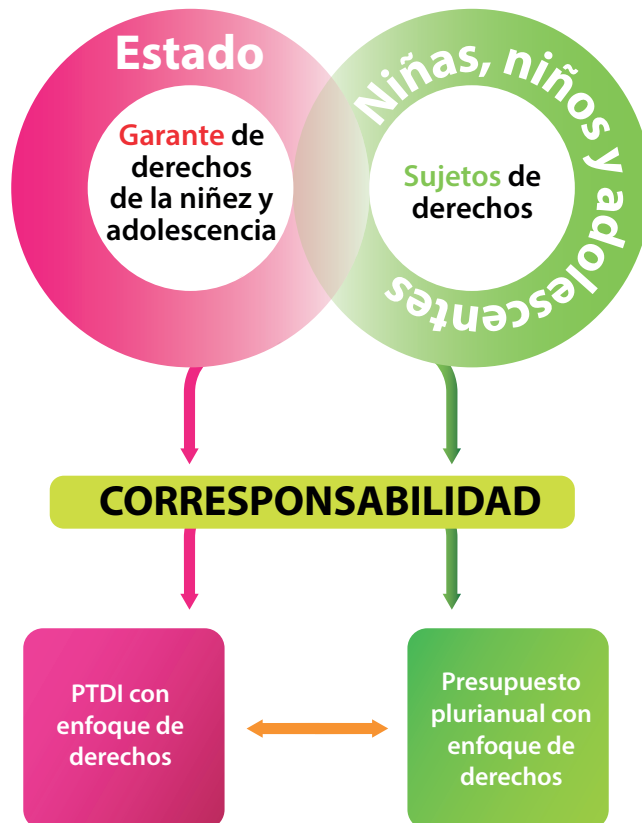 Estado
Garante de
derechos
de la niñez y
adolescencia
Niñas, niños y adolescentes
Sujetos de
derechos
CORRESPONSABILIDAD
PTDI con
enfoque de
derechos
Presupuesto
plurianual con
enfoque de
derechos